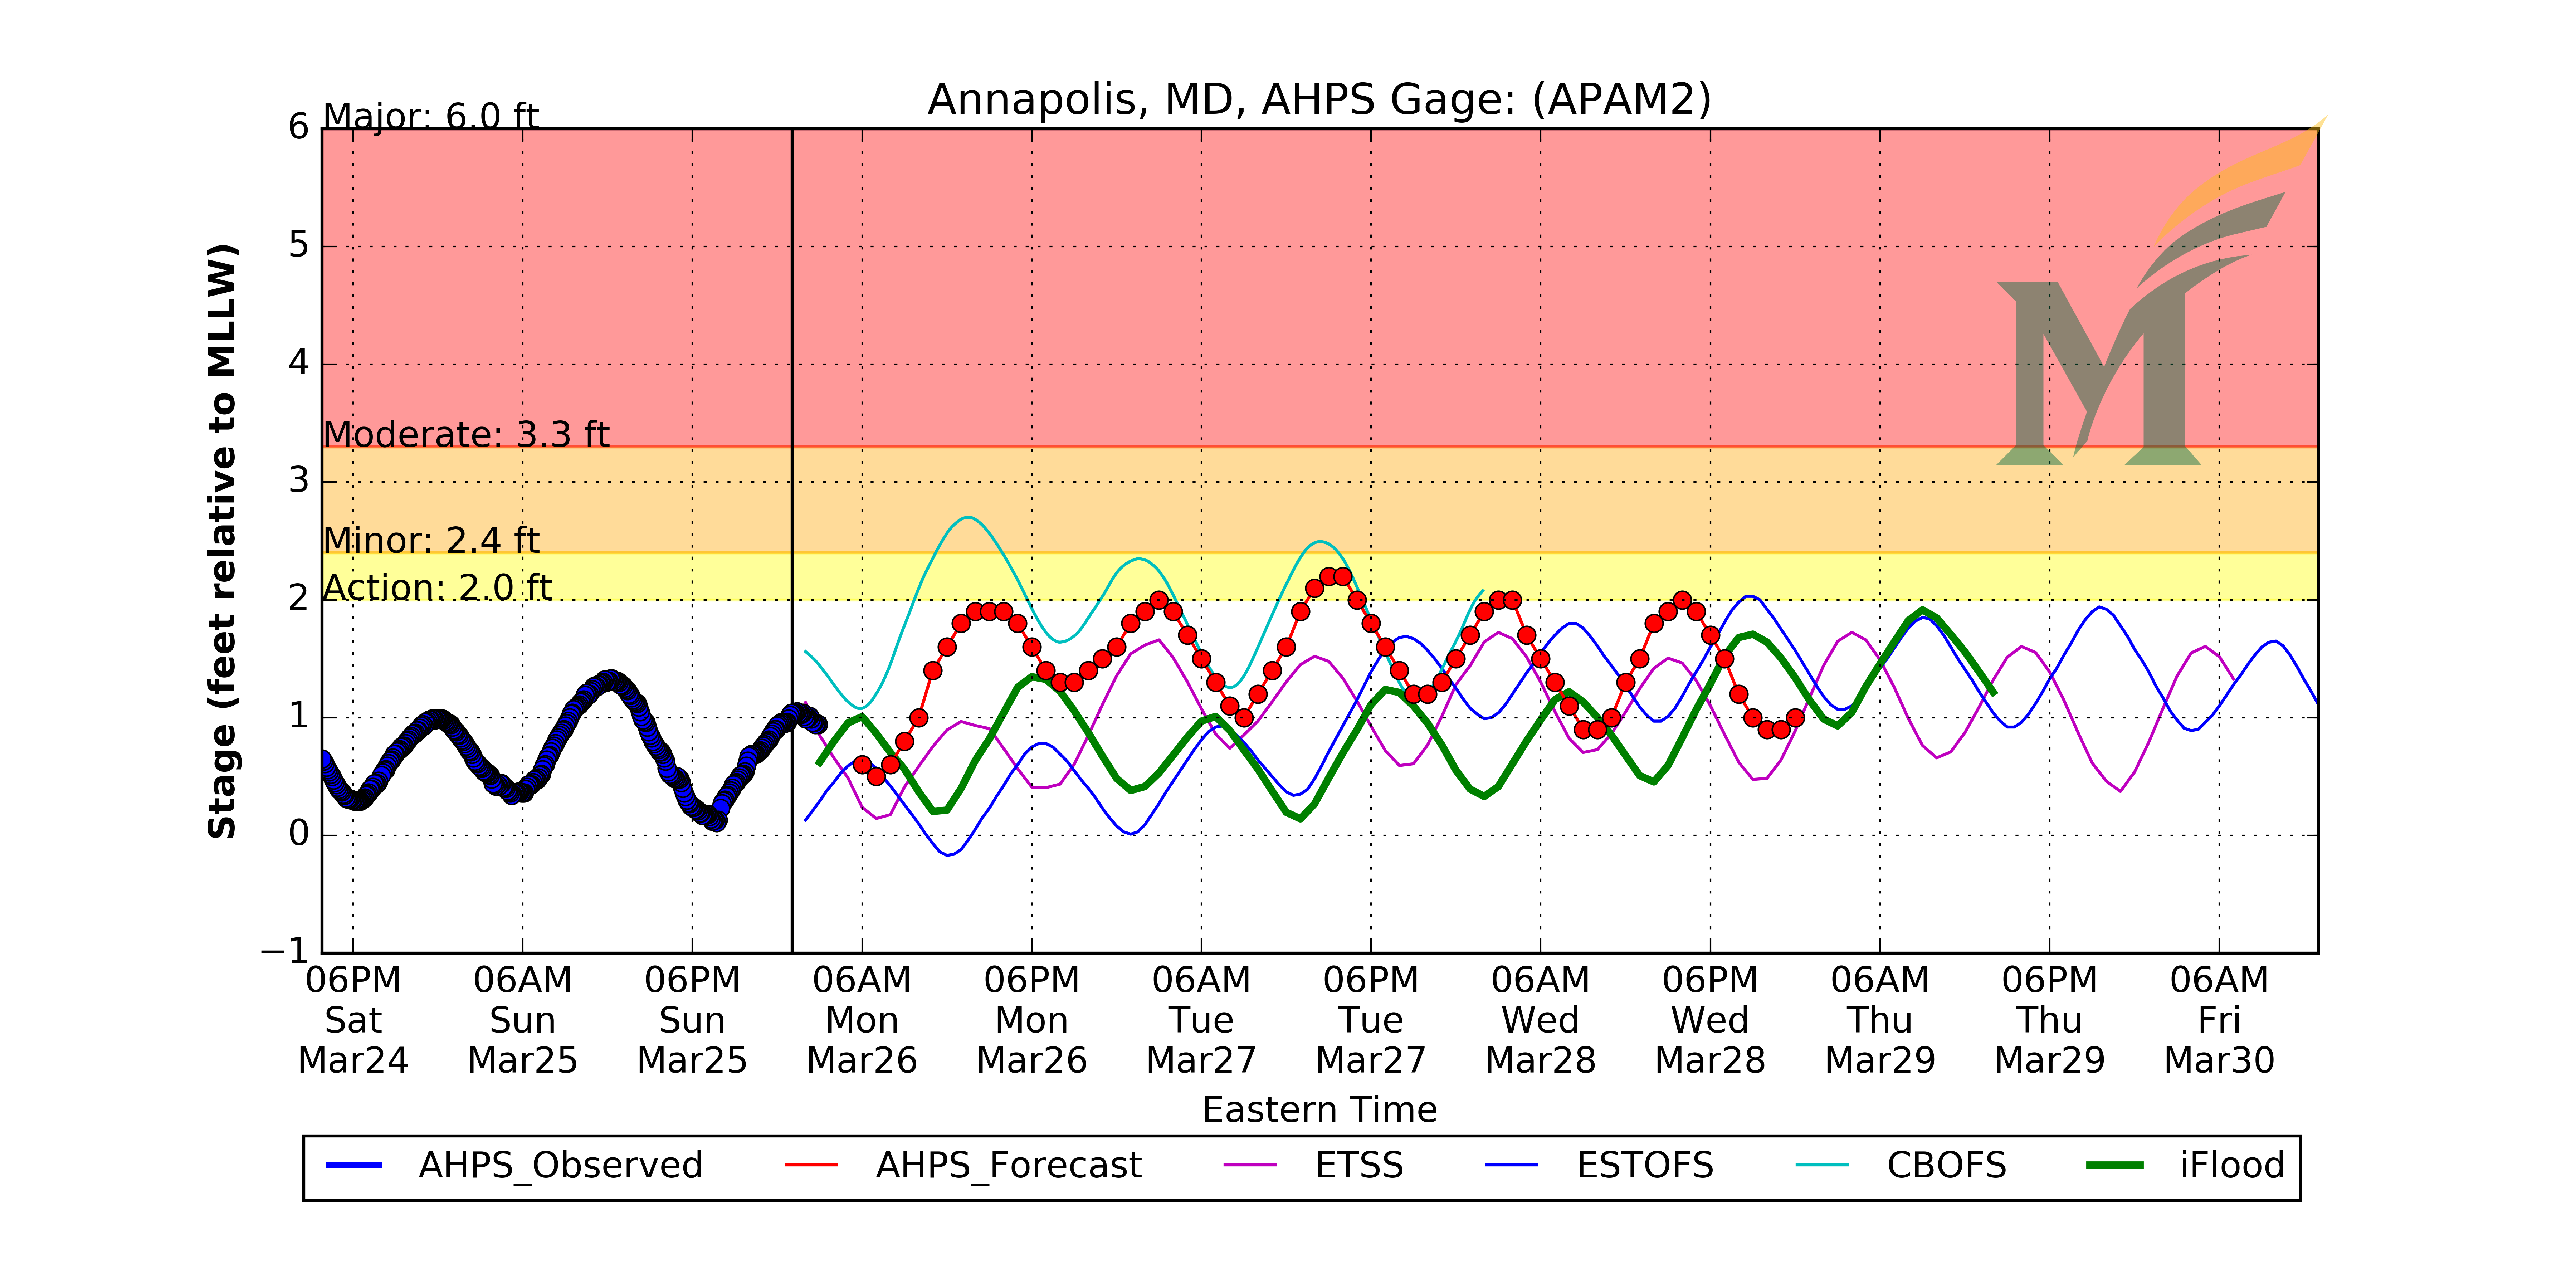 Annapolis, MD, AHPS Gage: (APAM2)
Major: 6.0 ft
Moderate: 3.3 ft
Minor: 2.4 ft
Action: 2.0 ft
Stage (feet relative to MLLW)
6
5
4
3
2
1
0
−1
06PM 06AM 06PM 06AM 06PM 06AM 06PM 06AM 06PM 06AM 06PM 06AM
Sat Sun Sun Mon Mon Tue Tue Wed Wed Thu Thu Fri
Mar24 Mar25 Mar25 Mar26 Mar26 Mar27 Mar27 Mar28 Mar28 Mar29 Mar29 Mar30
Eastern Time
AHPS_Observed AHPS_Forecast ETSS ESTOFS CBOFS iFlood
M